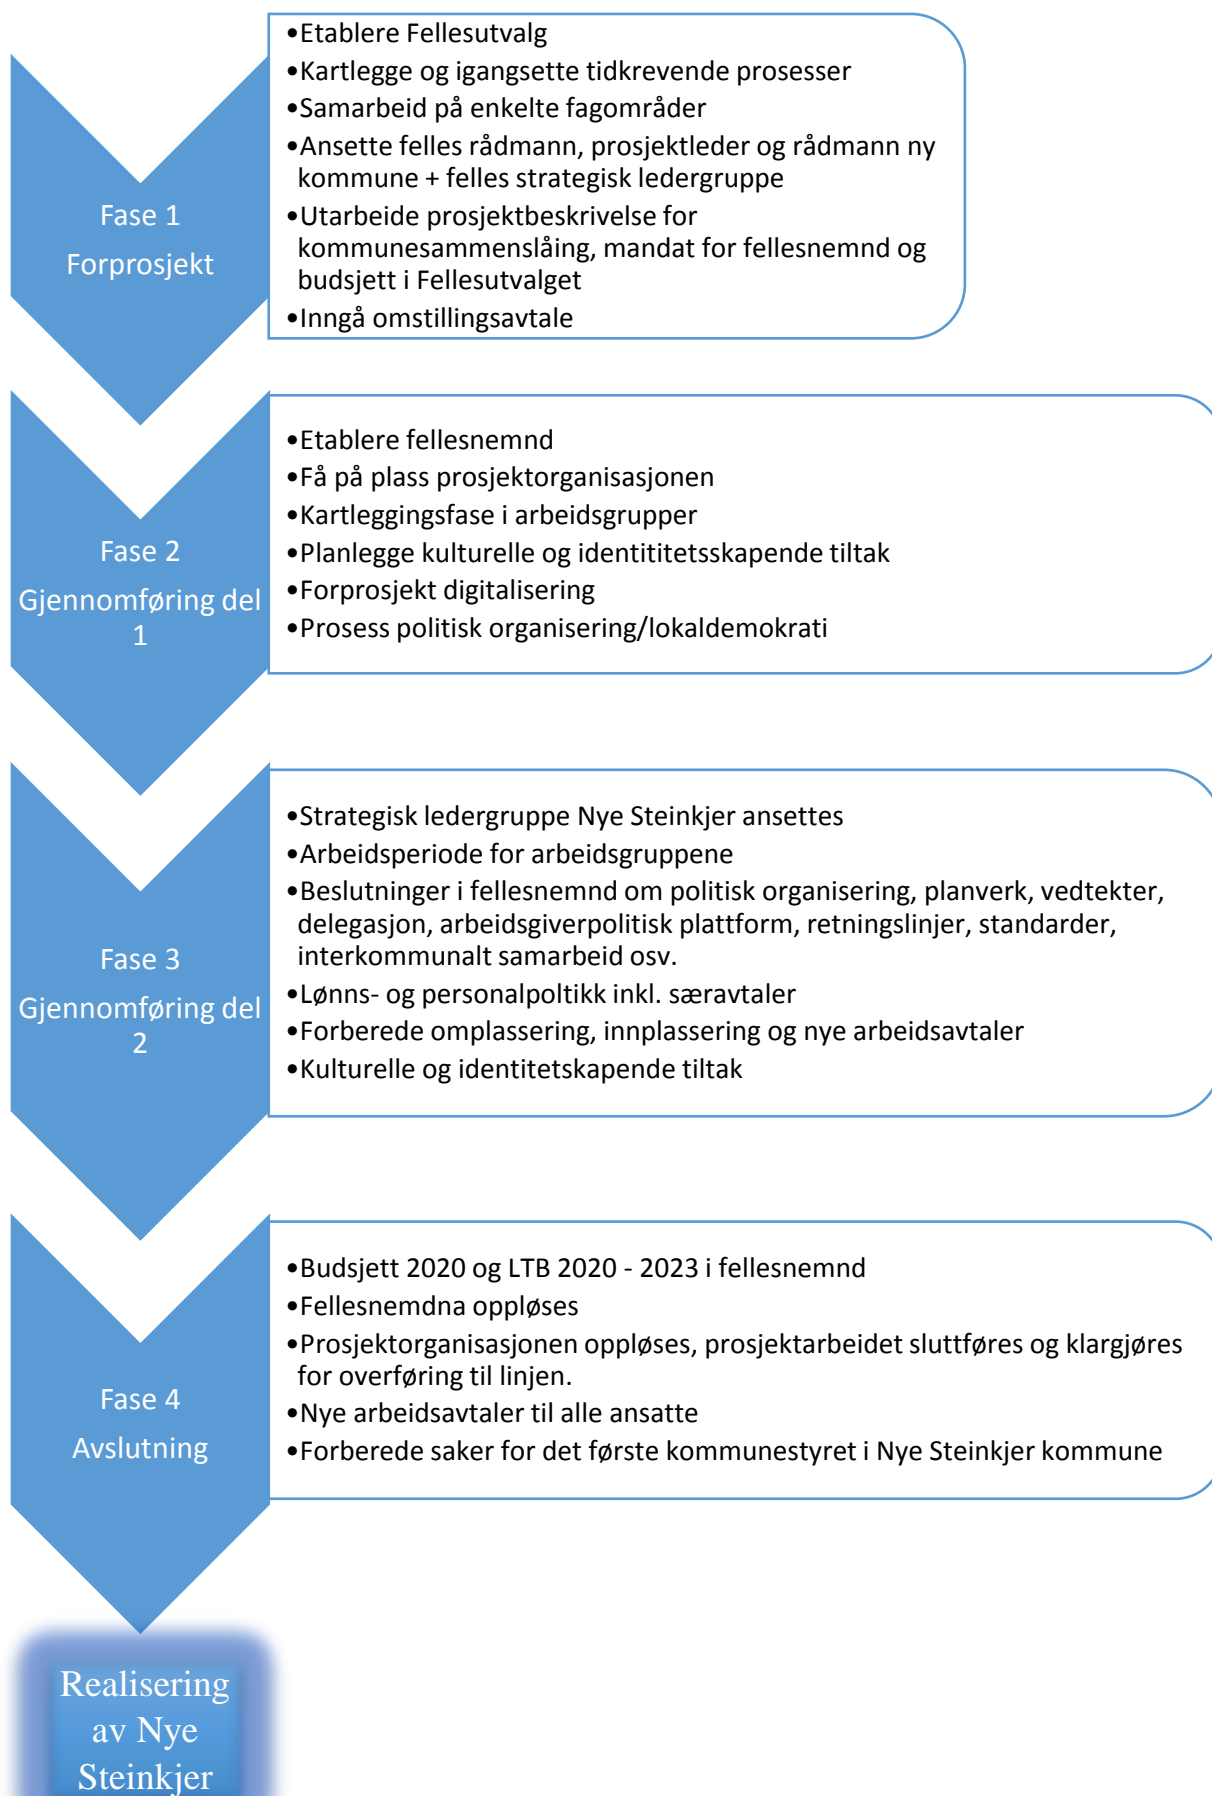 Fase 1
Forprosjekt
•Etablere Fellesutvalg
•Kartlegge og igangsette tidkrevende prosesser
•Samarbeid på enkelte fagområder
•Ansette felles rådmann, prosjektleder og rådmann ny
kommune + felles strategisk ledergruppe
•Utarbeide prosjektbeskrivelse for
kommunesammenslåing, mandat for fellesnemnd og
budsjett i Fellesutvalget
•Inngå omstillingsavtale
Fase 2
Gjennomføring del
1
•Etablere fellesnemnd
•Få på plass prosjektorganisasjonen
•Kartleggingsfase i arbeidsgrupper
•Planlegge kulturelle og identititetsskapende tiltak
•Forprosjekt digitalisering
•Prosess politisk organisering/lokaldemokrati
Fase 3
Gjennomføring del
2
•Strategisk ledergruppe Nye Steinkjer ansettes
•Arbeidsperiode for arbeidsgruppene
•Beslutninger i fellesnemnd om politisk organisering, planverk, vedtekter,
delegasjon, arbeidsgiverpolitisk plattform, retningslinjer, standarder,
interkommunalt samarbeid osv.
•Lønns- og personalpoltikk inkl. særavtaler
•Forberede omplassering, innplassering og nye arbeidsavtaler
•Kulturelle og identitetskapende tiltak
Fase 4
Avslutning
•Budsjett 2020 og LTB 2020 - 2023 i fellesnemnd
•Fellesnemdna oppløses
•Prosjektorganisasjonen oppløses, prosjektarbeidet sluttføres og klargjøres
for overføring til linjen.
•Nye arbeidsavtaler til alle ansatte
•Forberede saker for det første kommunestyret i Nye Steinkjer kommune
Realisering
av Nye
Steinkjer